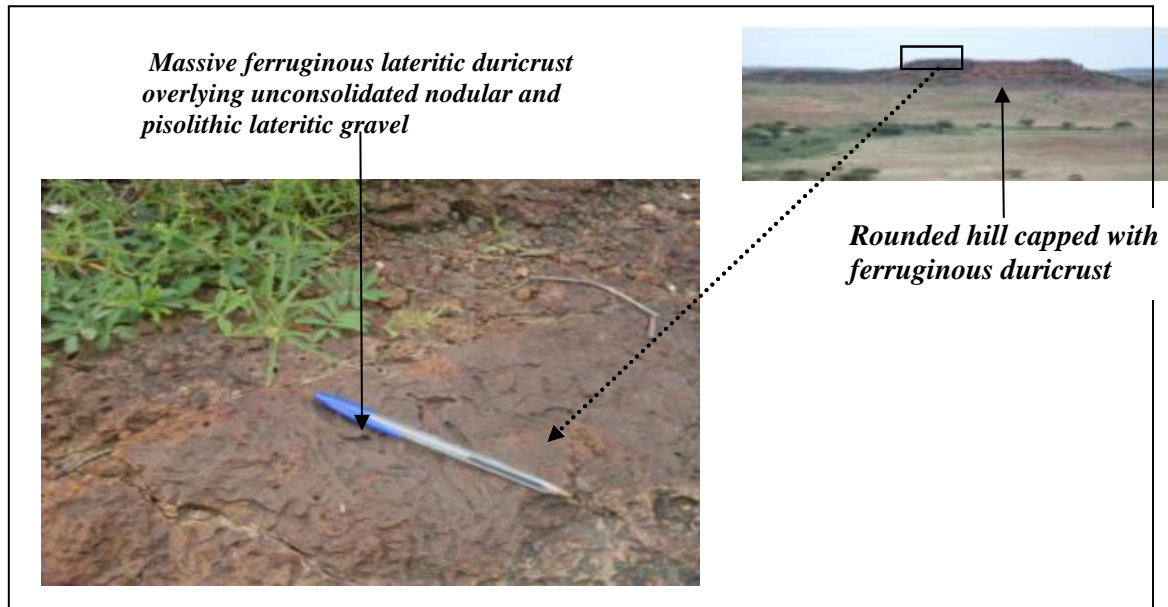 Massive ferruginous lateritic duricrust
overlying unconsolidated nodular and
pisolithic lateritic gravel
Rounded hill capped with
ferruginous duricrust